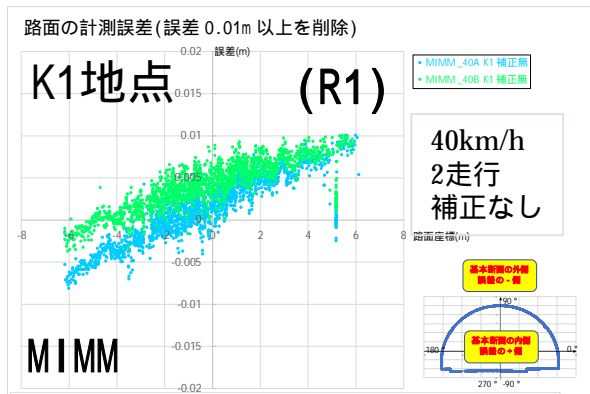 路面の計測誤差(誤差 0.01m 以上を削除)
誤差(m)
K1地点
(R1)
MIMM_40A K1 補正無
MIMM_40B K1 補正無
0.02
0.015
0.01
0.005
0
-0.005
-0.01
-0.015
-0.02
-8 -6 -4 -2 0 2 4 6 8
路面座標(m)
40km/h
2走行
補正なし
基本断面の外側
誤差の - 側
90 °
基本断面の内側
誤差の + 側
180
0 °
270 ° -90 °
MIMM